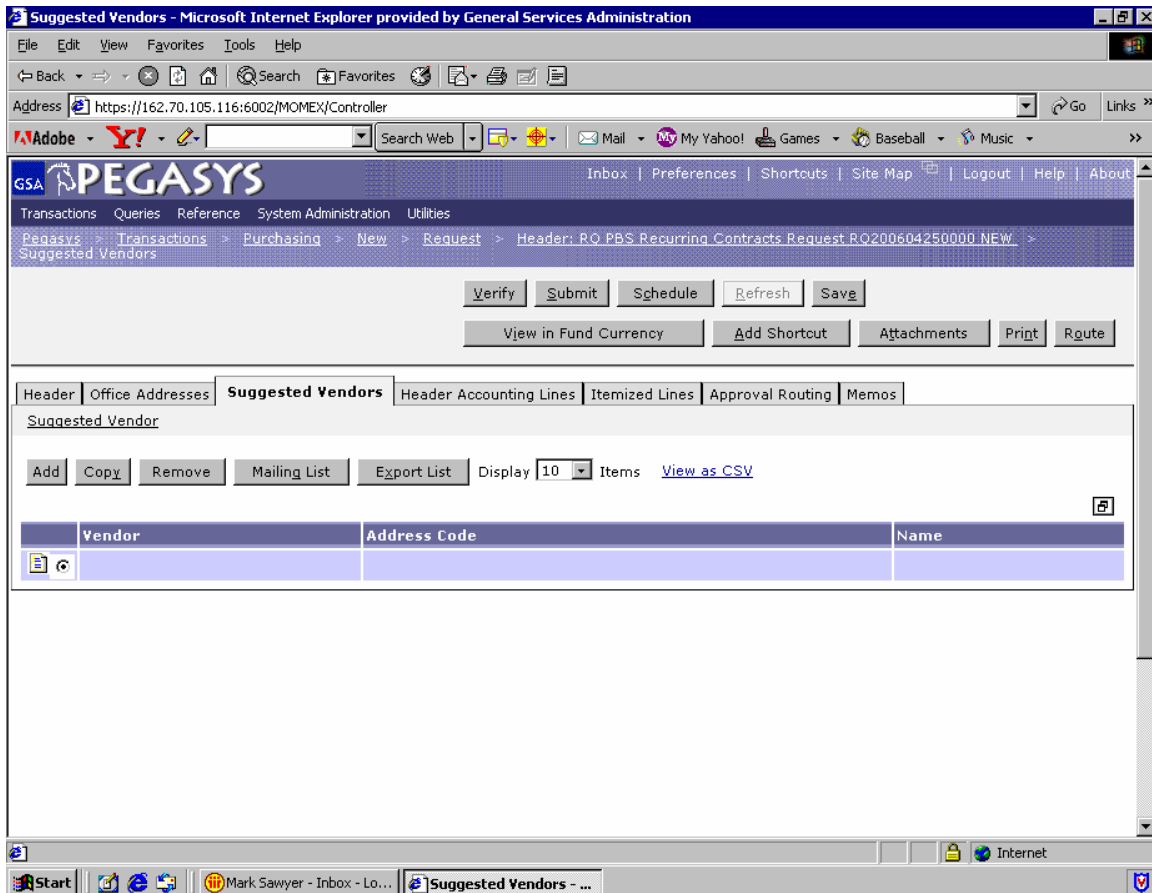 Suggested Vendors - Microsoft Internet Explorer provided by General Services Administration
File Edit View Favorites Tools Help
Back Search Favorites
Address https://162.70.105.116:6002/MOMEX/Controller Go Links »
Adobe Y! Search Web Mail My Yahoo! Games Baseball Music »
GSA PEGASYS Inbox | Preferences | Shortcuts | Site Map | Logout | Help | About
Transactions Queries Reference System Administration Utilities
Pegasys > Transactions > Purchasing > New > Request > Header: RQ PBS Recurring Contracts Request RQ200604250000 NEW >
Suggested Vendors
Verify Submit Schedule Refresh Save
View in Fund Currency Add Shortcut Attachments Print Route
Header Office Addresses Suggested Vendors Header Accounting Lines Itemized Lines Approval Routing Memos
Suggested Vendor
Add Copy Remove Mailing List Export List Display 10 Items View as CSV
Vendor Address Code Name
Internet
Start Mark Sawyer - Inbox - Lo... Suggested Vendors - ...